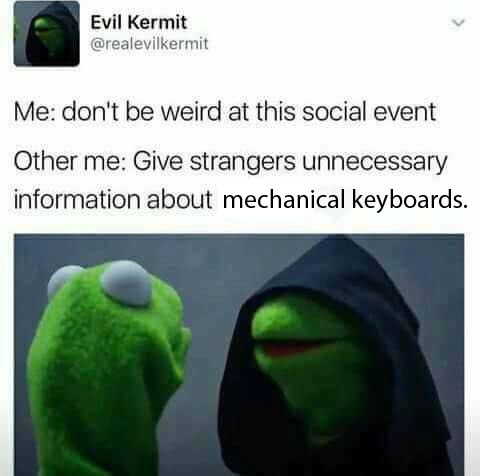 Evil Kermit
@realevilkermit
Me: don't be weird at this social event
Other me: Give strangers unnecessary
information about mechanical keyboards.